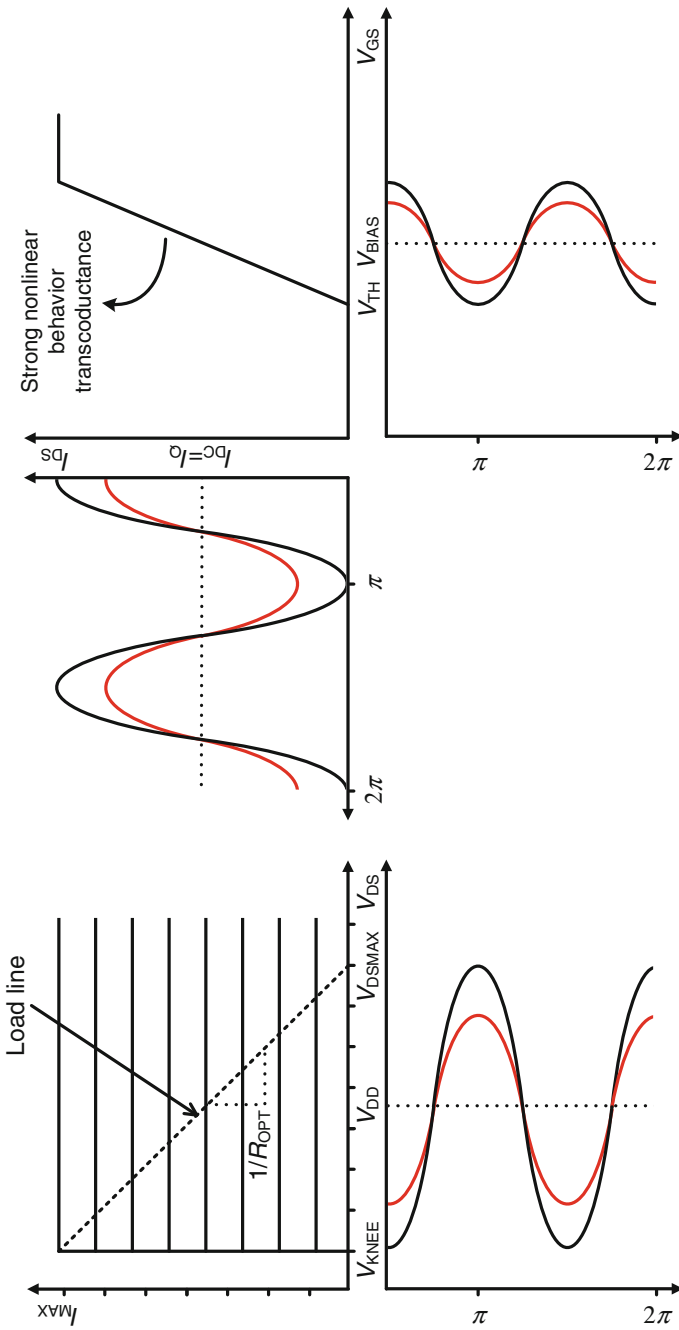 Load line
I_MAX
1/R_OPT
V_KNEE
V_DD
V_DSMAX
V_DS
π
2π
I_DS
I_DC=I_Q
π
2π
Strong nonlinear
behavior
transcoductance
V_TH
V_BIAS
V_GS
π
2π